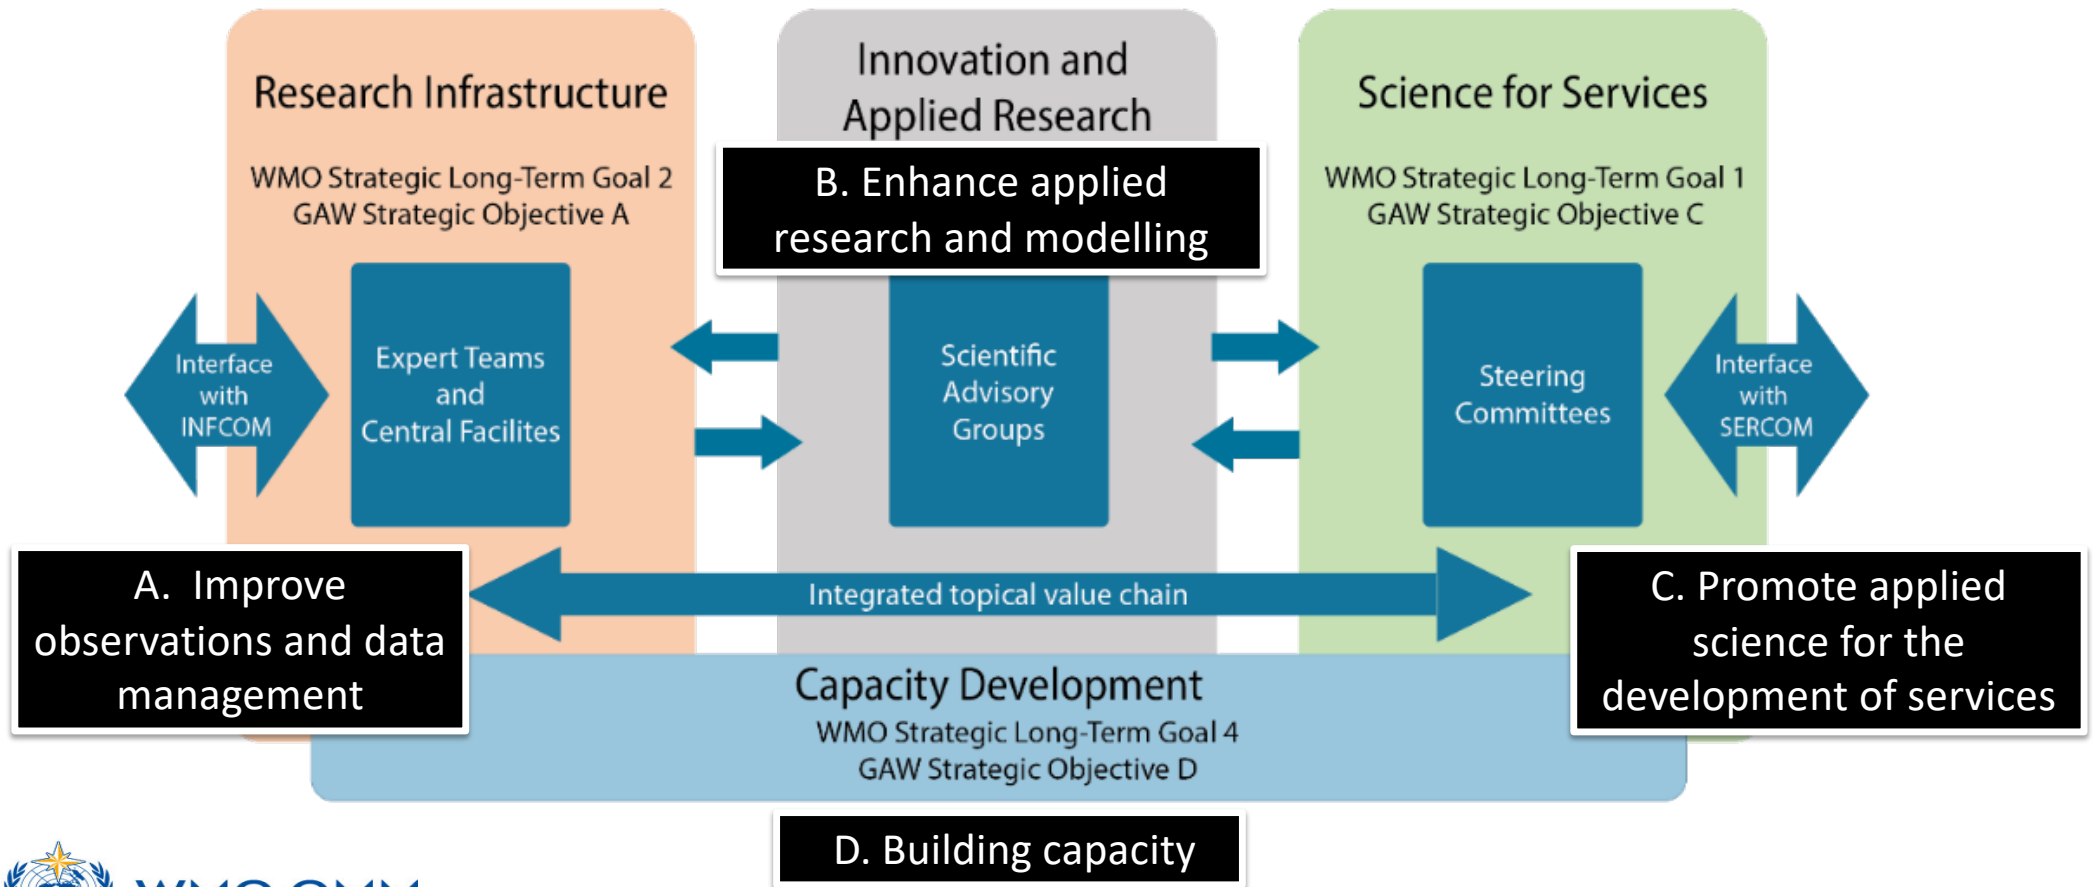 Research Infrastructure
WMO Strategic Long-Term Goal 2
GAW Strategic Objective A
Interface
with
INFCOM
Expert Teams
and
Central Facilites
A. Improve
observations and data
management
Innovation and
Applied Research
B. Enhance applied
research and modelling
Scientific
Advisory
Groups
Science for Services
WMO Strategic Long-Term Goal 1
GAW Strategic Objective C
Steering
Committees
Interface
with
SERCOM
Integrated topical value chain
C. Promote applied
science for the
development of services
Capacity Development
WMO Strategic Long-Term Goal 4
GAW Strategic Objective D
D. Building capacity
WMO OMM